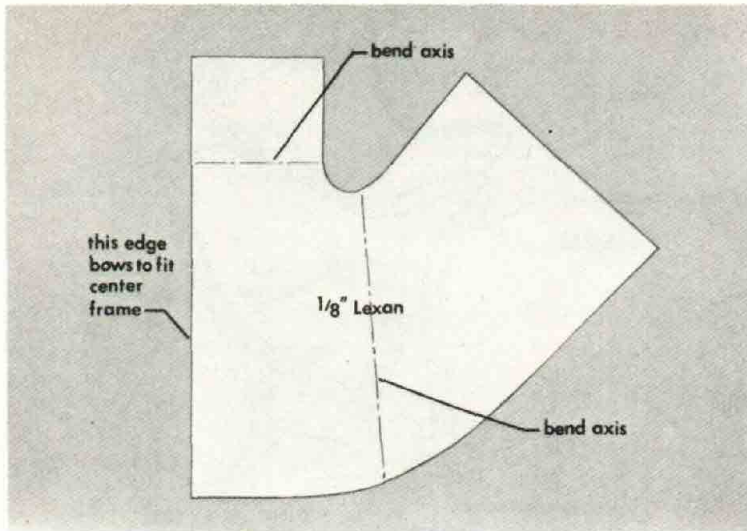 bend axis
this edge
bows to fit
center
frame
1/8" Lexan
bend axis